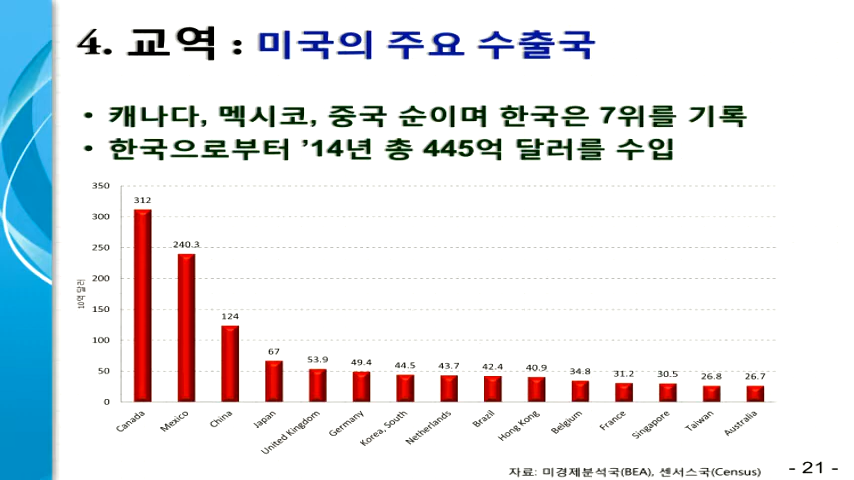 4. 교역 : 미국의 주요 수출국
• 캐나다, 멕시코, 중국 순이며 한국은 7위를 기록
• 한국으로부터 ’14년 총 445억 달러를 수입
350
300
250
200
150
100
50
0
10억 달러
312
240.3
124
67
53.9
49.4
44.5
43.7
42.4
40.9
34.8
31.2
30.5
26.8
26.7
Canada
Mexico
China
Japan
United Kingdom
Germany
Korea, South
Netherlands
Brazil
Hong Kong
Belgium
France
Singapore
Taiwan
Australia
자료: 미경제분석국(BEA), 센서스국(Census)
- 21 -